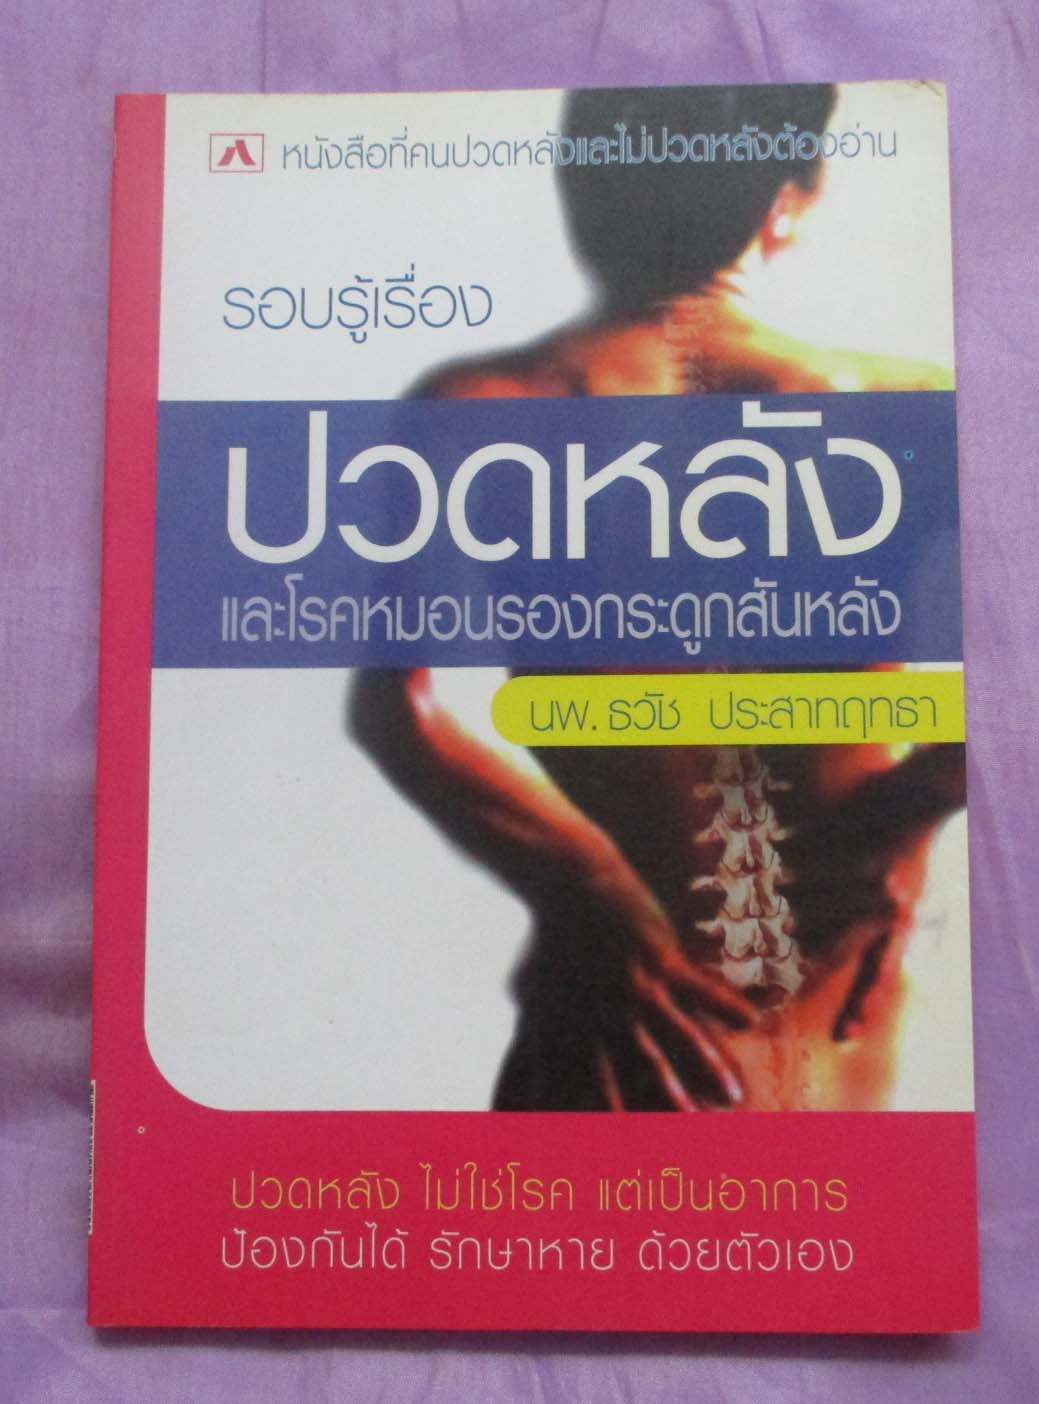 หนังสือที่คนปวดหลังและไม่ปวดหลังต้องอ่าน
รอบรู้เรื่อง
ปวดหลัง
และโรคหมอนรองกระดูกสันหลัง
นพ. ธวัช ประสาทฤทธา
ปวดหลัง ไม่ใช่โรค แต่เป็นอาการ
ป้องกันได้ รักษาหาย ด้วยตัวเอง